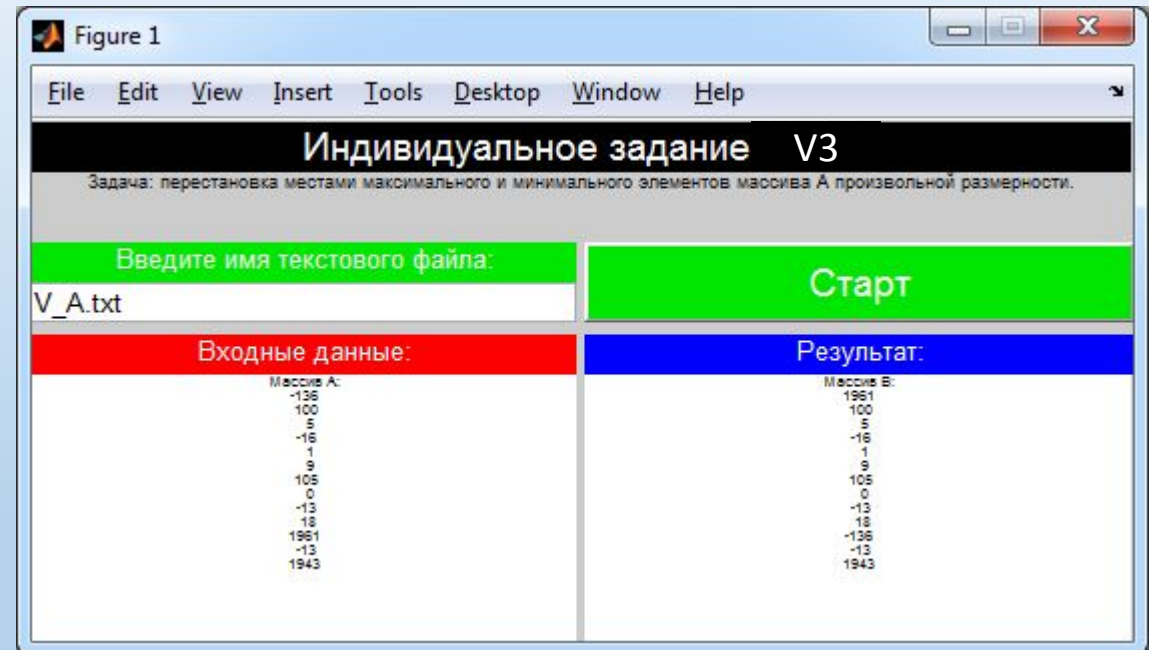 Figure 1
File Edit View Insert Tools Desktop Window Help
Индивидуальное задание V3
Задача: перестановка местами максимального и минимального элементов массива А произвольной размерности.
Введите имя текстового файла:
Старт
V_A.txt
Входные данные:
Массив А:
-136
100
5
-16
1
9
105
0
-13
18
1961
-13
1943
Результат:
Массив В:
1961
100
5
-16
1
9
105
0
-13
18
-136
-13
1943